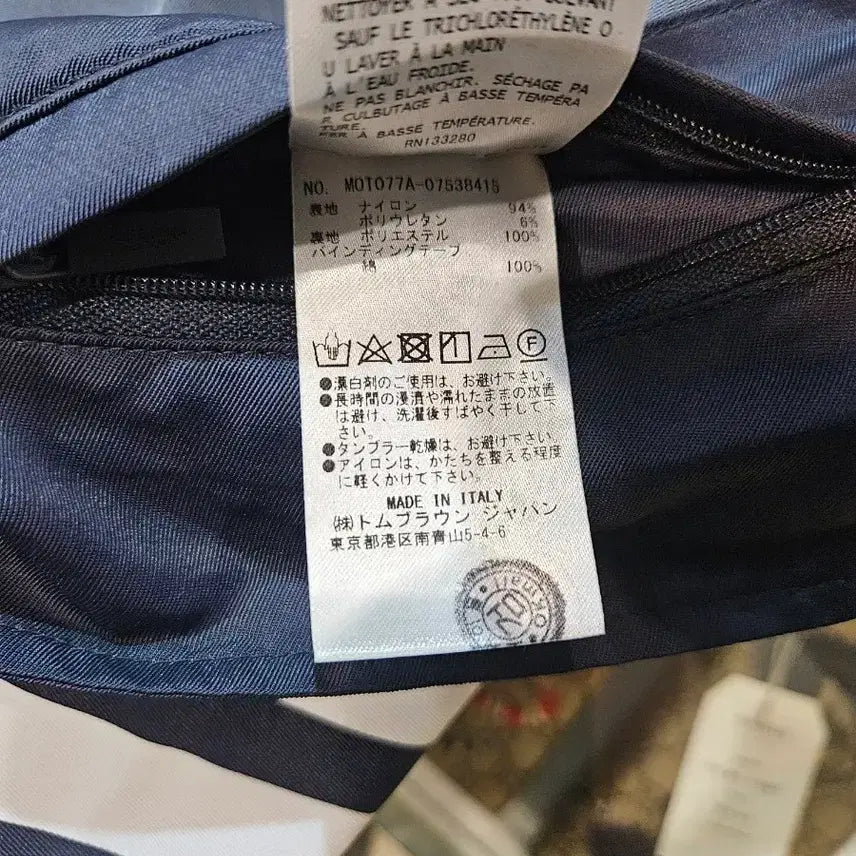 NETTOYER À SEC
SAUF LE TRICHLORÉTHYLÈNE O
U LAVER À LA MAIN
À L'EAU FROIDE.
NE PAS BLANCHIR. SÉCHAGE PA
R CULBUTAGE À BASSE TEMPÉRA
TURE.
À BASSE TEMPÉRATURE.
RN133280
NO. MOT077A-07538415
表地 ナイロン 94%
ポリウレタン 6%
裏地 ポリエステル 100%
バインディングテープ
綿 100%
F
●漂白剤のご使用は、お避け下さい。
●長時間の浸漬や濡れたままの放置
は避け、洗濯後すばやく干して下
さい。
●タンブラー乾燥は、お避け下さい。
●アイロンは、かたちを整える程度
に軽くかけて下さい。
MADE IN ITALY
㈱トムブラウン ジャパン
東京都港区南青山5-4-6